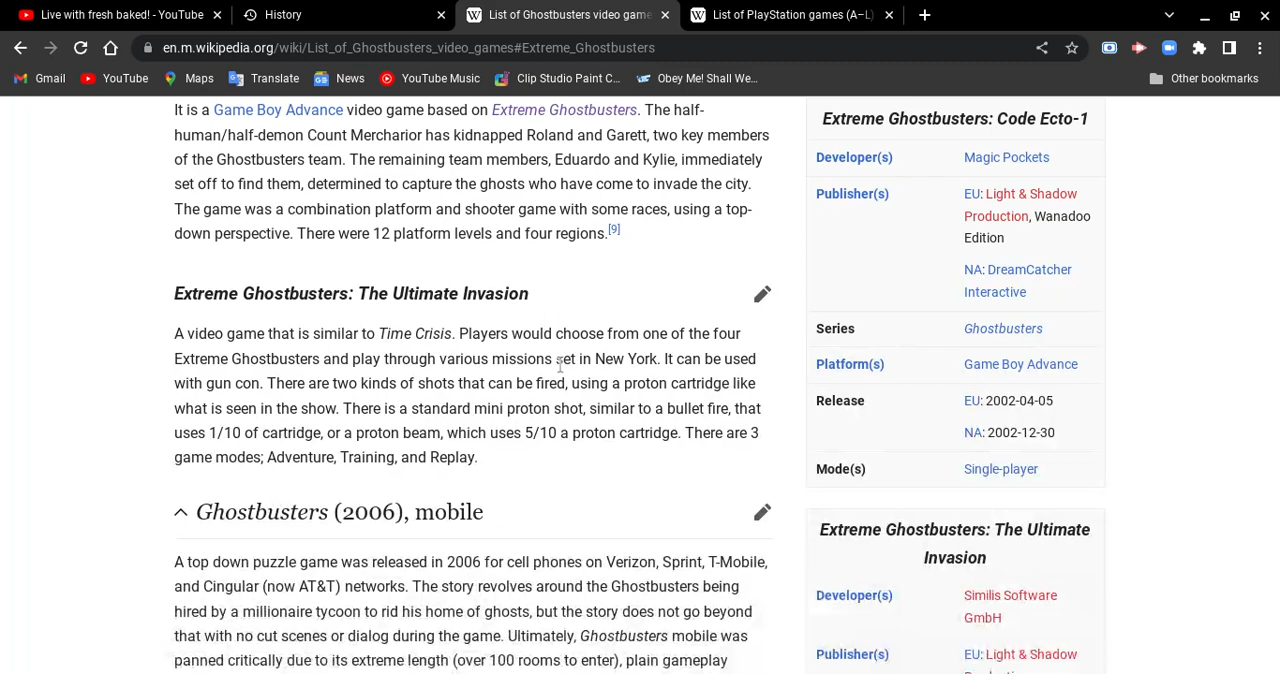 Live with fresh baked! - YouTube
History
List of Ghostbusters video game
List of PlayStation games (A–L)
en.m.wikipedia.org/wiki/List_of_Ghostbusters_video_games#Extreme_Ghostbusters
Gmail
YouTube
Maps
Translate
News
YouTube Music
Clip Studio Paint C...
Obey Me! Shall We...
Other bookmarks
It is a Game Boy Advance video game based on Extreme Ghostbusters. The half-
human/half-demon Count Mercharior has kidnapped Roland and Garett, two key members
of the Ghostbusters team. The remaining team members, Eduardo and Kylie, immediately
set off to find them, determined to capture the ghosts who have come to invade the city.
The game was a combination platform and shooter game with some races, using a top-
down perspective. There were 12 platform levels and four regions.[9]
Extreme Ghostbusters: The Ultimate Invasion
A video game that is similar to Time Crisis. Players would choose from one of the four
Extreme Ghostbusters and play through various missions set in New York. It can be used
with gun con. There are two kinds of shots that can be fired, using a proton cartridge like
what is seen in the show. There is a standard mini proton shot, similar to a bullet fire, that
uses 1/10 of cartridge, or a proton beam, which uses 5/10 a proton cartridge. There are 3
game modes; Adventure, Training, and Replay.
Ghostbusters (2006), mobile
A top down puzzle game was released in 2006 for cell phones on Verizon, Sprint, T-Mobile,
and Cingular (now AT&T) networks. The story revolves around the Ghostbusters being
hired by a millionaire tycoon to rid his home of ghosts, but the story does not go beyond
that with no cut scenes or dialog during the game. Ultimately, Ghostbusters mobile was
panned critically due to its extreme length (over 100 rooms to enter), plain gameplay
Extreme Ghostbusters: Code Ecto-1
Developer(s) Magic Pockets
Publisher(s) EU: Light & Shadow
Production, Wanadoo
Edition
NA: DreamCatcher
Interactive
Series Ghostbusters
Platform(s) Game Boy Advance
Release EU: 2002-04-05
NA: 2002-12-30
Mode(s) Single-player
Extreme Ghostbusters: The Ultimate
Invasion
Developer(s) Similis Software
GmbH
Publisher(s) EU: Light & Shadow